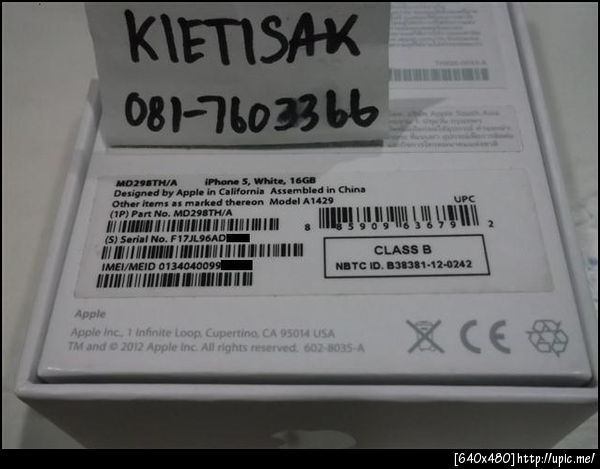 KIETISAK
081-7603366
MD298TH/A iPhone 5, White, 16GB
Designed by Apple in California Assembled in China
Other items as marked thereon Model A1429
(1P) Part No. MD298TH/A
UPC
8 85909 63679 2
(S) Serial No. F17JL96AD
CLASS B
NBTC ID. B38381-12-0242
IMEI/MEID 0134040099
Apple
Apple Inc., 1 Infinite Loop, Cupertino, CA 95014 USA
TM and © 2012 Apple Inc. All rights reserved. 602-8035-A
[640x480]http://upic.me/